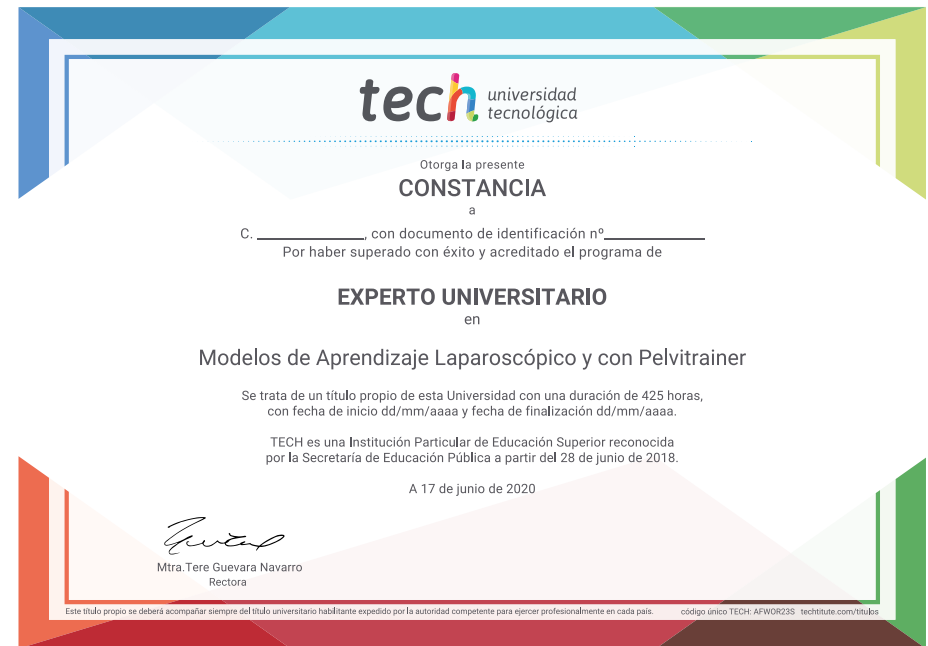 tech universidad
tecnológica
Otorga la presente
CONSTANCIA
a
C. ______________, con documento de identificación nº_____________
Por haber superado con éxito y acreditado el programa de
EXPERTO UNIVERSITARIO
en
Modelos de Aprendizaje Laparoscópico y con Pelvitrainer
Se trata de un título propio de esta Universidad con una duración de 425 horas,
con fecha de inicio dd/mm/aaaa y fecha de finalización dd/mm/aaaa.
TECH es una Institución Particular de Educación Superior reconocida
por la Secretaría de Educación Pública a partir del 28 de junio de 2018.
A 17 de junio de 2020
Mtra.Tere Guevara Navarro
Rectora
Este título propio se deberá acompañar siempre del título universitario habilitante expedido por la autoridad competente para ejercer profesionalmente en cada país. código único TECH: AFWOR23S techtitute.com/titulos